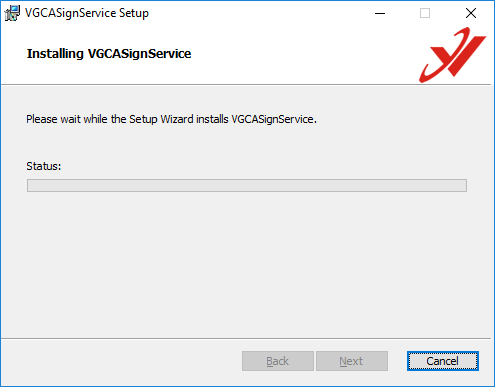 VGCASignService Setup
Installing VGCASignService
Please wait while the Setup Wizard installs VGCASignService.
Status:
Back Next Cancel